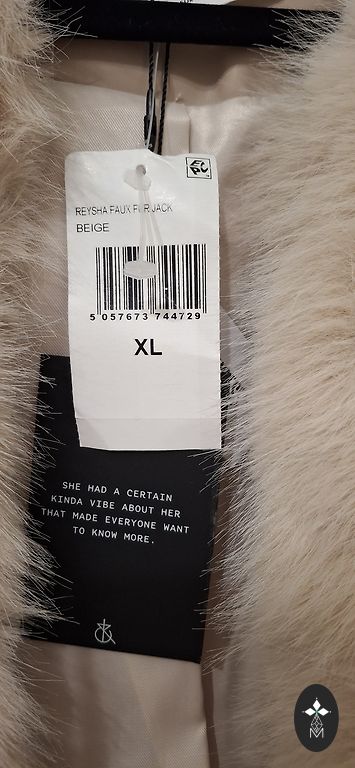 EPC
REYSHA FAUX FUR JACK
BEIGE
5 057673 744729
XL
SHE HAD A CERTAIN
KINDA VIBE ABOUT HER
THAT MADE EVERYONE WANT
TO KNOW MORE.
M